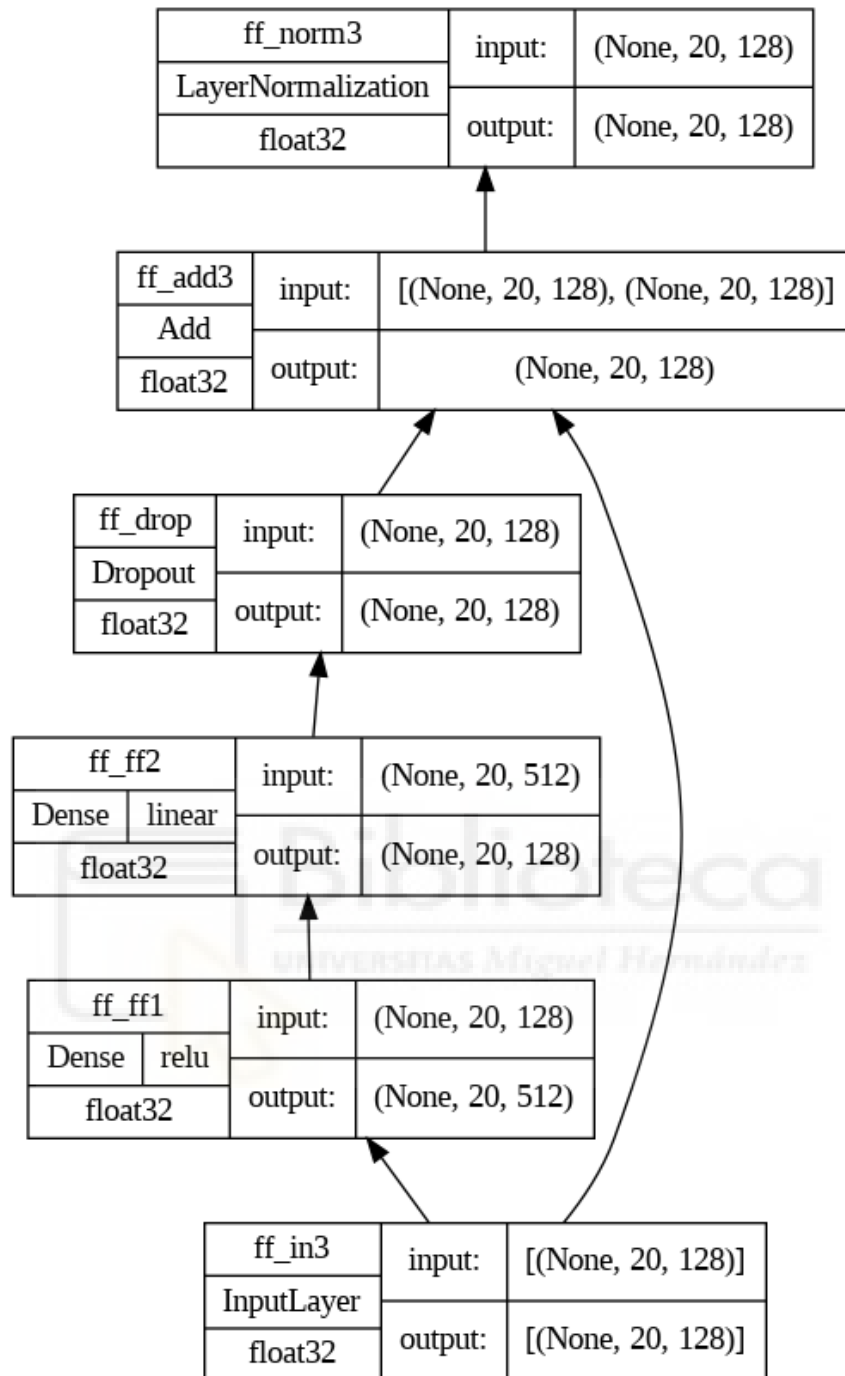 ff_norm3
LayerNormalization
float32
input: (None, 20, 128)
output: (None, 20, 128)
ff_add3
Add
float32
input: [(None, 20, 128), (None, 20, 128)]
output: (None, 20, 128)
ff_drop
Dropout
float32
input: (None, 20, 128)
output: (None, 20, 128)
ff_ff2
Dense linear
float32
input: (None, 20, 512)
output: (None, 20, 128)
Biblioteca
UNIVERSITAS Miguel Hernández
ff_ff1
Dense relu
float32
input: (None, 20, 128)
output: (None, 20, 512)
ff_in3
InputLayer
float32
input: [(None, 20, 128)]
output: [(None, 20, 128)]